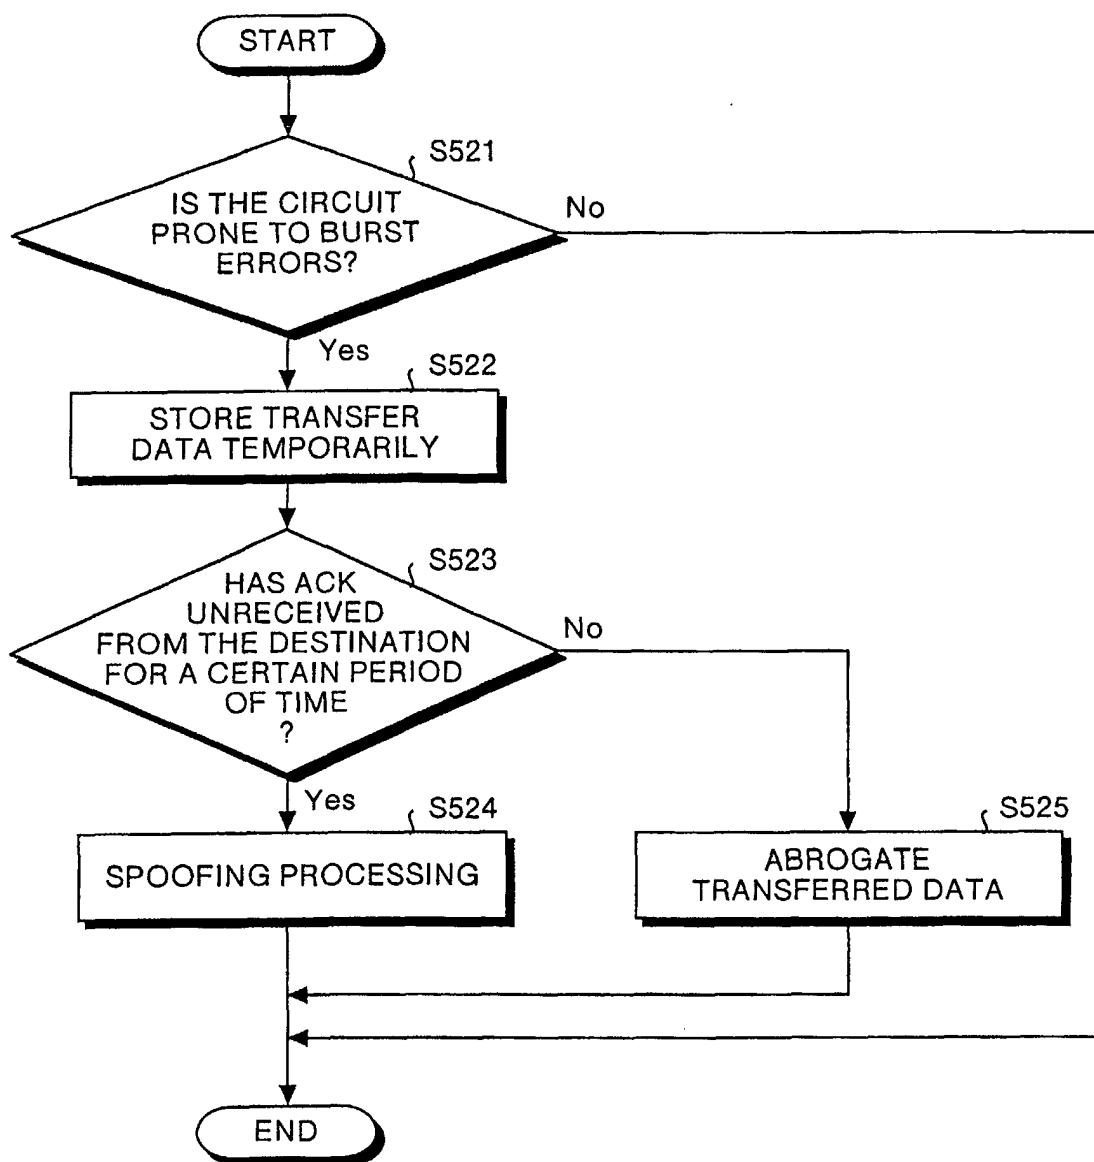 START
S521
IS THE CIRCUIT
PRONE TO BURST
ERRORS?
No
Yes
S522
STORE TRANSFER
DATA TEMPORARILY
S523
HAS ACK
UNRECEIVED
FROM THE DESTINATION
FOR A CERTAIN PERIOD
OF TIME
?
No
Yes
S524
SPOOFING PROCESSING
S525
ABROGATE
TRANSFERRED DATA
END